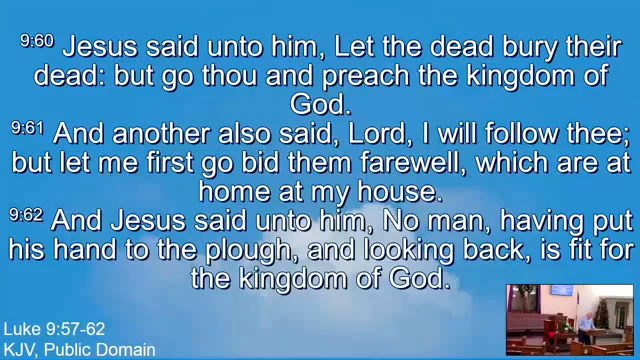 9:60 Jesus said unto him, Let the dead bury their
dead: but go thou and preach the kingdom of
God.
9:61 And another also said, Lord, I will follow thee;
but let me first go bid them farewell, which are at
home at my house.
9:62 And Jesus said unto him, No man, having put
his hand to the plough, and looking back, is fit for
the kingdom of God.
Luke 9:57-62
KJV, Public Domain